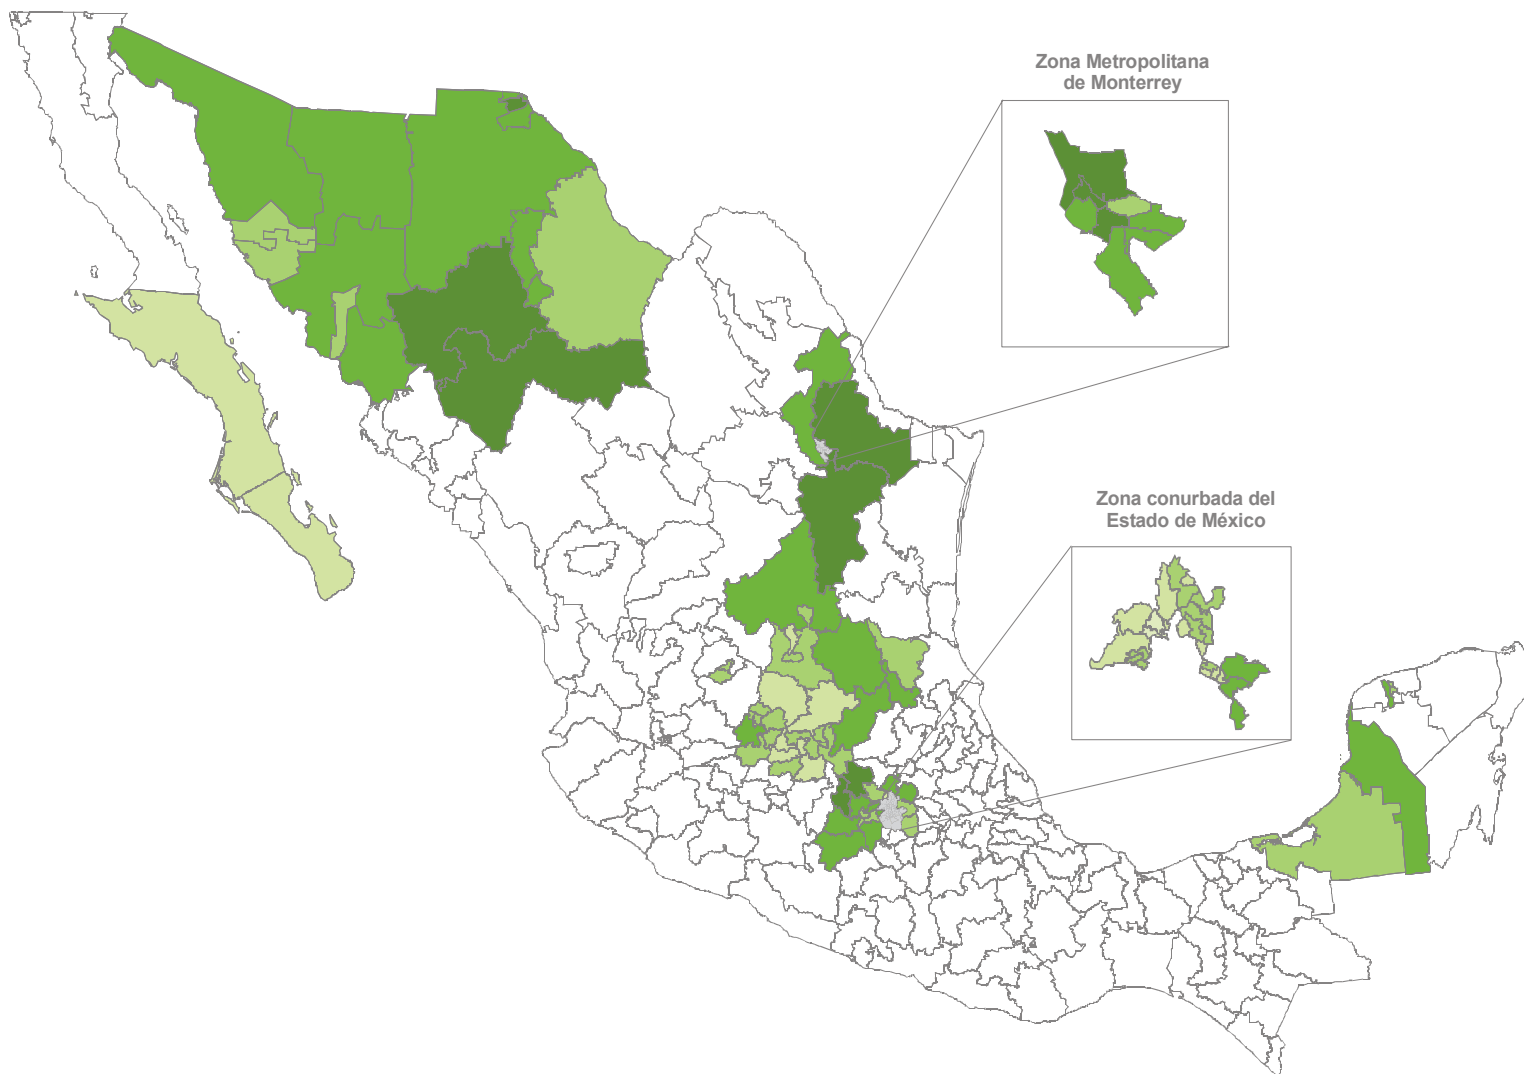 Zona Metropolitana
de Monterrey
Zona conurbada del
Estado de México